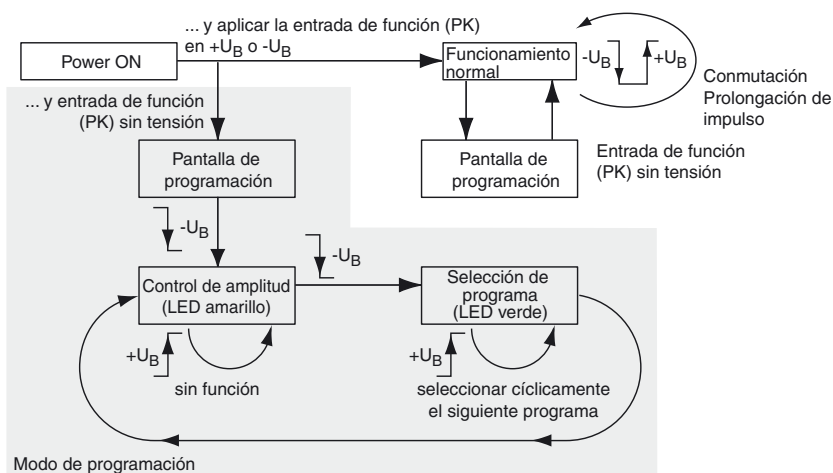 ... y aplicar la entrada de función (PK)
en +UB o -UB
Power ON
Funcionamiento
normal
-UB
+UB
Conmutación
Prolongación de
impulso
... y entrada de función
(PK) sin tensión
Pantalla de
programación
Pantalla de
programación
Entrada de función
(PK) sin tensión
-UB
-UB
Control de amplitud
(LED amarillo)
Selección de
programa
(LED verde)
+UB
sin función
+UB
seleccionar cíclicamente
el siguiente programa
Modo de programación